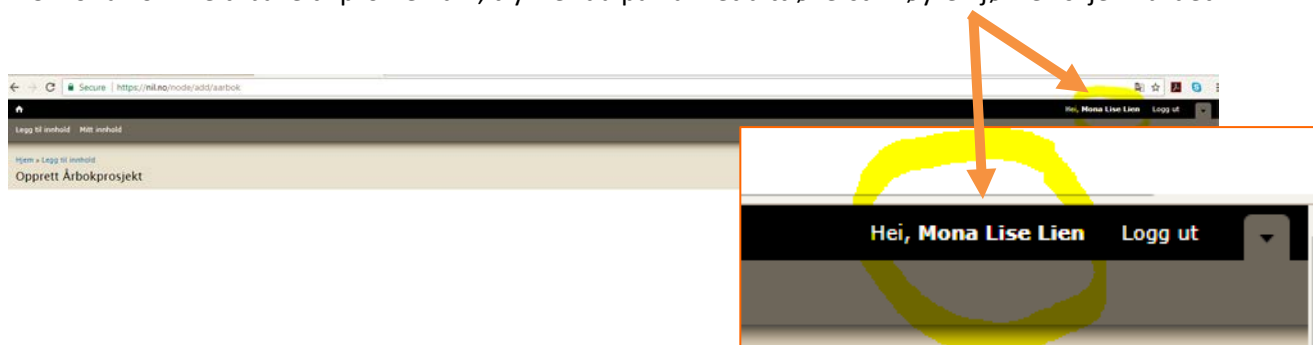 Secure | https://nil.no/node/add/aarbok
Hei, Mona Lise Lien Logg ut
Legg til innhold Mitt innhold
Hjem » Legg til innhold
Opprett Årbokprosjekt
Hei, Mona Lise Lien Logg ut